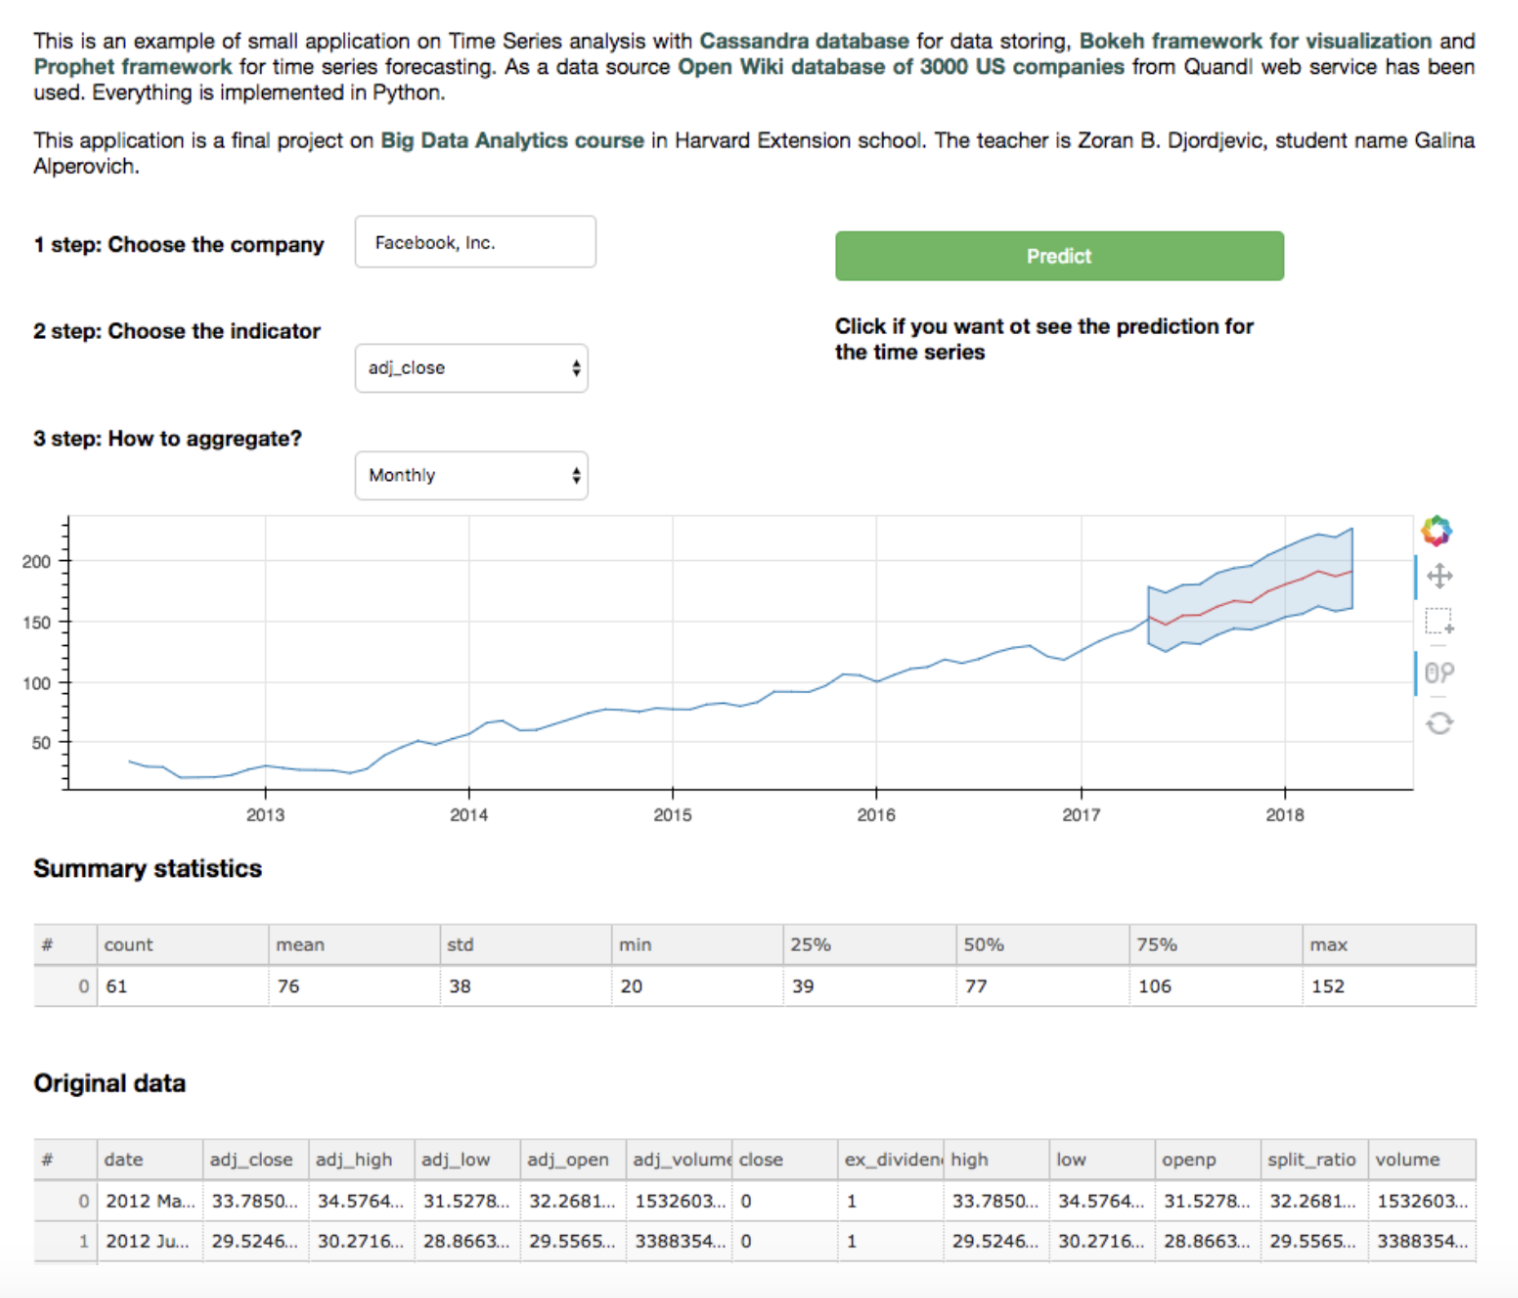 This is an example of small application on Time Series analysis with Cassandra database for data storing, Bokeh framework for visualization and
Prophet framework for time series forecasting. As a data source Open Wiki database of 3000 US companies from Quandl web service has been
used. Everything is implemented in Python.
This application is a final project on Big Data Analytics course in Harvard Extension school. The teacher is Zoran B. Djordjevic, student name Galina
Alperovich.
1 step: Choose the company
Facebook, Inc.
Predict
2 step: Choose the indicator
adj_close
Click if you want ot see the prediction for
the time series
3 step: How to aggregate?
Monthly
200
150
100
50
2013 2014 2015 2016 2017 2018
Summary statistics
# count mean std min 25% 50% 75% max
0 61 76 38 20 39 77 106 152
Original data
# date adj_close adj_high adj_low adj_open adj_volume close ex_dividen high low openp split_ratio volume
0 2012 Ma... 33.7850... 34.5764... 31.5278... 32.2681... 1532603... 0 1 33.7850... 34.5764... 31.5278... 32.2681... 1532603...
1 2012 Ju... 29.5246... 30.2716... 28.8663... 29.5565... 3388354... 0 1 29.5246... 30.2716... 28.8663... 29.5565... 3388354...